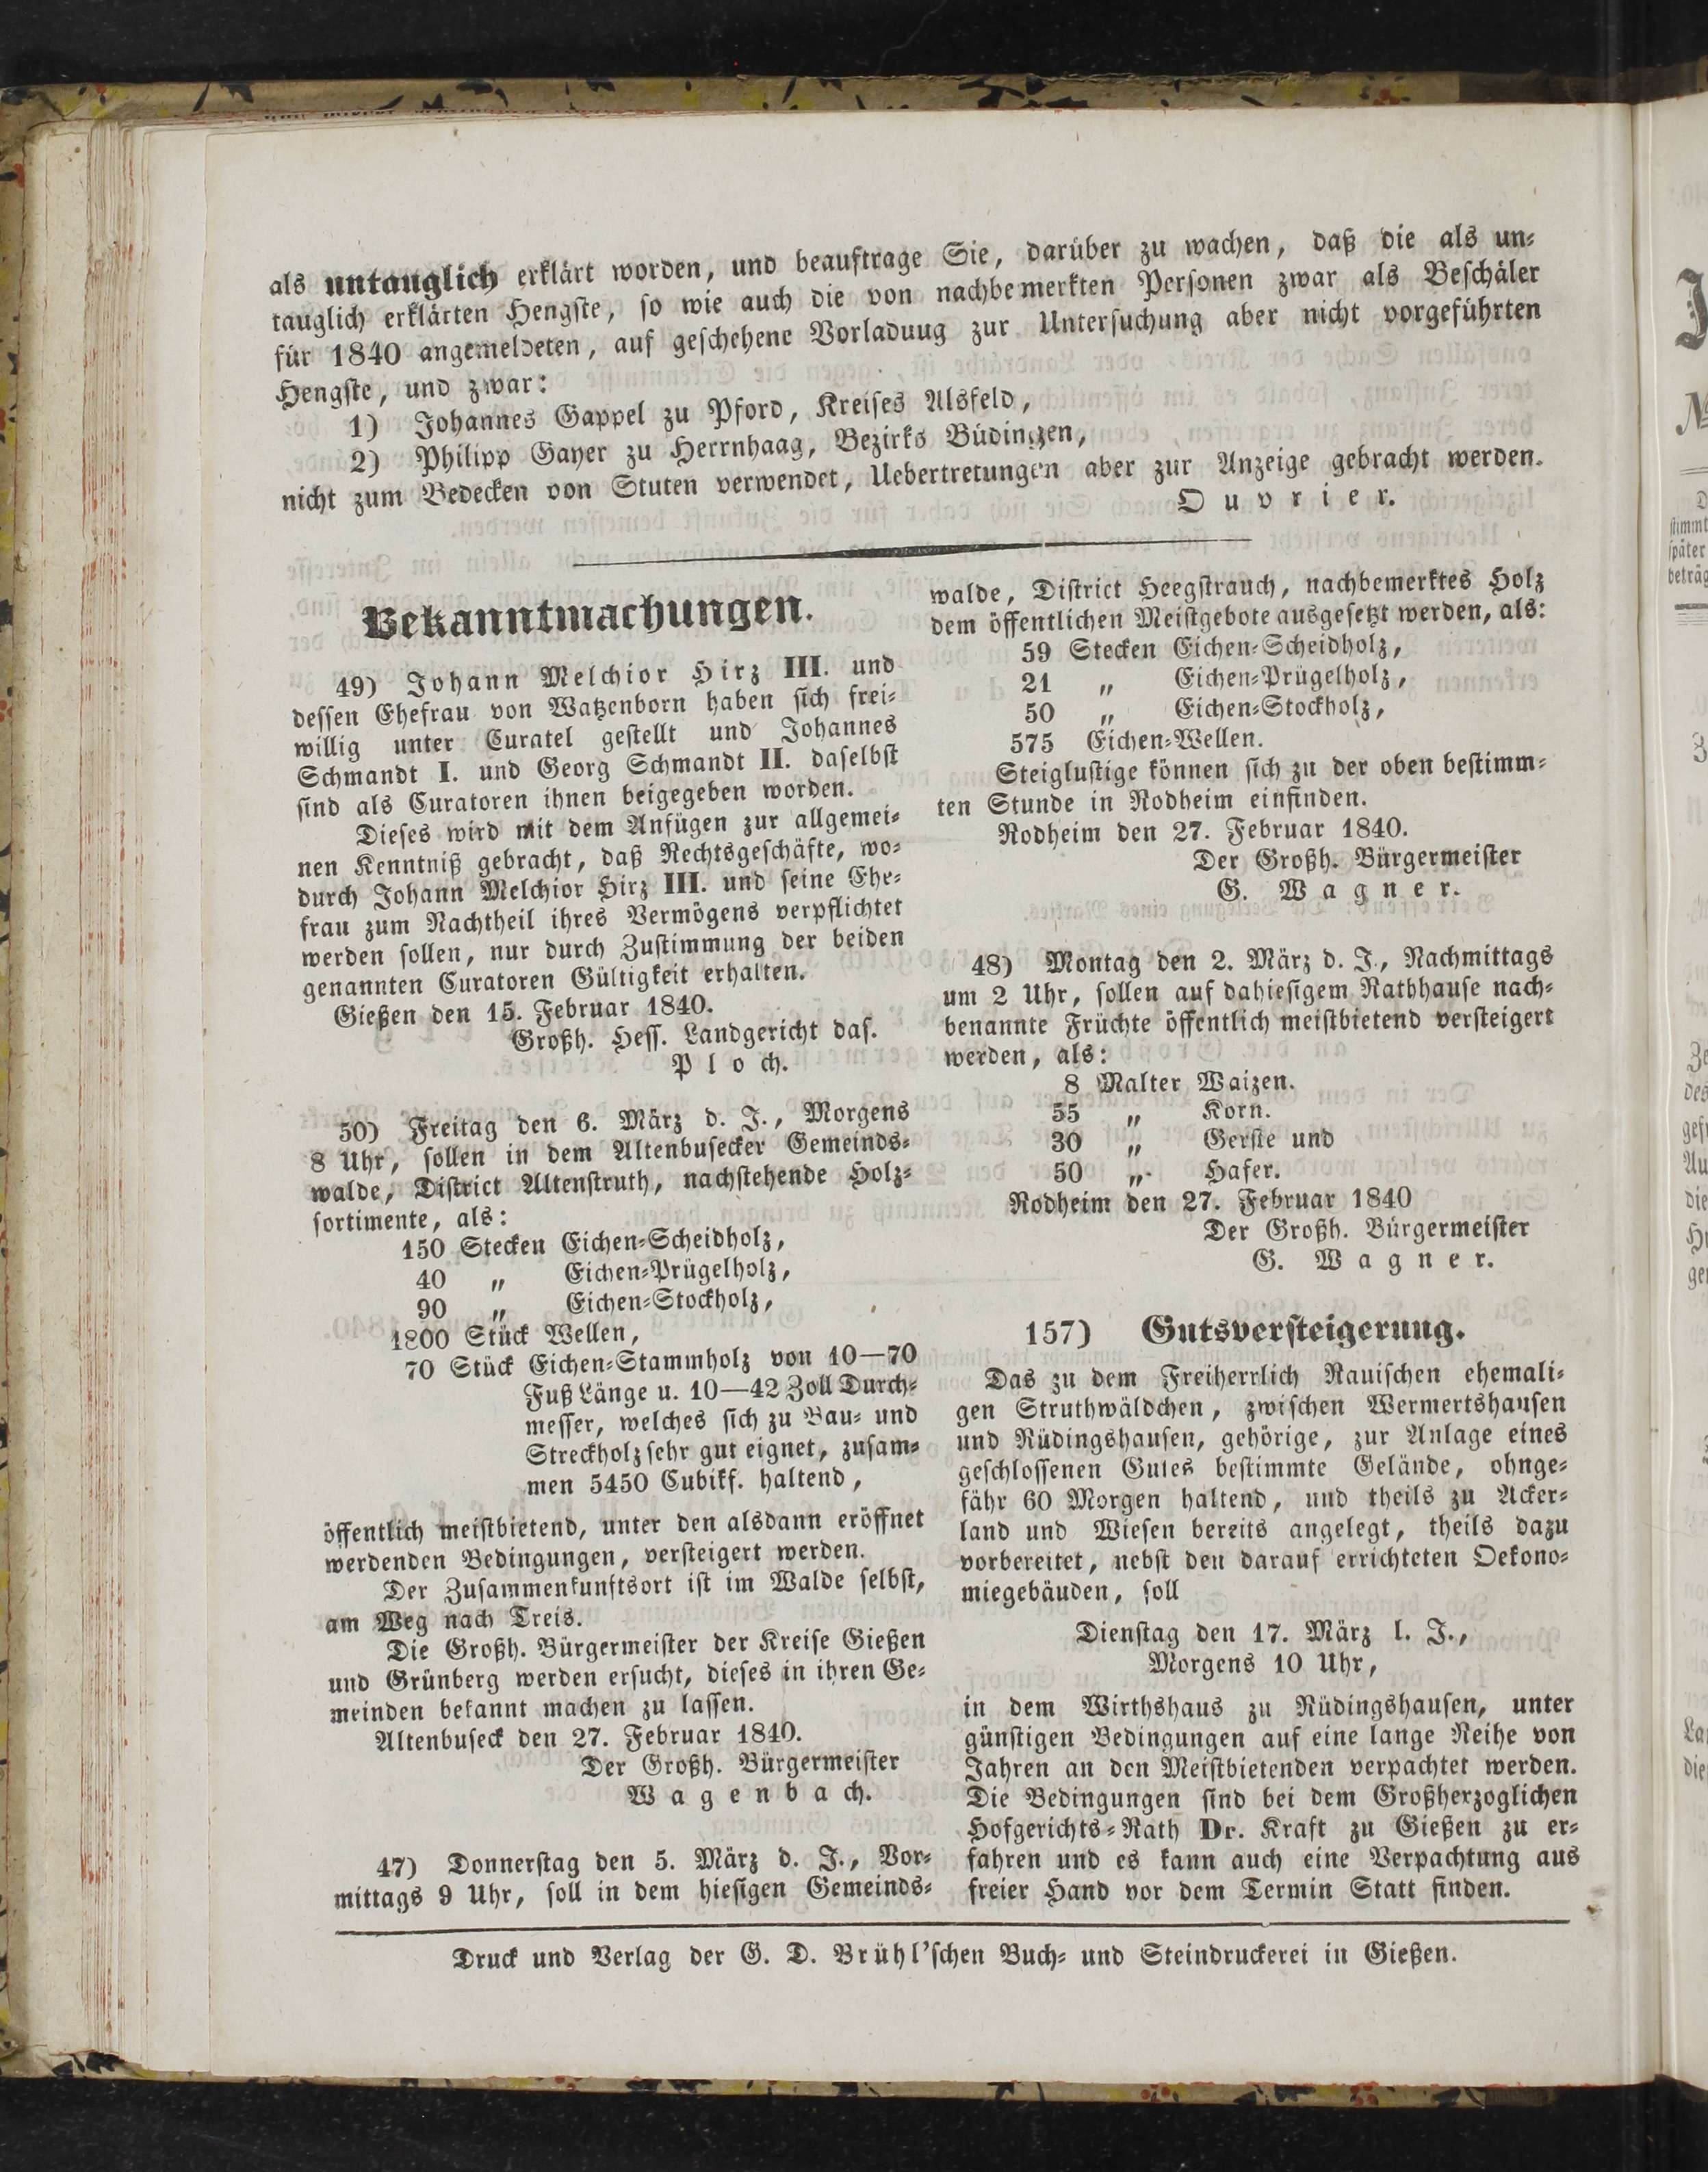 als untauglich erklärt worden, und beauftrage Sie, darüber zu wachen, daß die als un-
tauglich erklärten Hengste, so wie auch die von nachbemerkten Personen zwar als Beschäler
für 1840 angemeldeten, auf geschehene Vorladuug zur Untersuchung aber nicht vorgeführten
Hengste, und zwar:
1) Johannes Gappel zu Pford, Kreises Alsfeld,
2) Philipp Gayer zu Herrnhaag, Bezirks Büdingen,
nicht zum Bedecken von Stuten verwendet, Uebertretungen aber zur Anzeige gebracht werden.
Ouvrier.
Bekanntmachungen.
49) Johann Melchior Hirz III. und
dessen Ehefrau von Watzenborn haben sich frei-
willig unter Curatel gestellt und Johannes
Schmandt I. und Georg Schmandt II. daselbst
sind als Curatoren ihnen beigegeben worden.
Dieses wird mit dem Anfügen zur allgemei-
nen Kenntniß gebracht, daß Rechtsgeschäfte, wo-
durch Johann Melchior Hirz III. und seine Ehe-
frau zum Nachtheil ihres Vermögens verpflichtet
werden sollen, nur durch Zustimmung der beiden
genannten Curatoren Gültigkeit erhalten.
Gießen den 15. Februar 1840.
Großh. Hess. Landgericht das.
Ploch.
50) Freitag den 6. März d. J., Morgens
8 Uhr, sollen in dem Altenbusecker Gemeinds-
walde, District Altenstruth, nachstehende Holz-
sortimente, als:
150 Stecken Eichen-Scheidholz,
40 „ Eichen-Prügelholz,
90 „ Eichen-Stockholz,
1800 Stück Wellen,
70 Stück Eichen-Stammholz von 10—70
Fuß Länge u. 10—42 Zoll Durch-
messer, welches sich zu Bau- und
Streckholz sehr gut eignet, zusam-
men 5450 Cubikf. haltend,
öffentlich meistbietend, unter den alsdann eröffnet
werdenden Bedingungen, versteigert werden.
Der Zusammenkunftsort ist im Walde selbst,
am Weg nach Treis.
Die Großh. Bürgermeister der Kreise Gießen
und Grünberg werden ersucht, dieses in ihren Ge-
meinden bekannt machen zu lassen.
Altenbuseck den 27. Februar 1840.
Der Großh. Bürgermeister
Wagenbach.
47) Donnerstag den 5. März d. J., Vor-
mittags 9 Uhr, soll in dem hiesigen Gemeinds-
walde, District Heegstrauch, nachbemerktes Holz
dem öffentlichen Meistgebote ausgesetzt werden, als:
59 Stecken Eichen-Scheidholz,
21 „ Eichen-Prügelholz,
50 „ Eichen-Stockholz,
575 Eichen-Wellen.
Steiglustige können sich zu der oben bestimm-
ten Stunde in Rodheim einfinden.
Rodheim den 27. Februar 1840.
Der Großh. Bürgermeister
G. Wagner.
48) Montag den 2. März d. J., Nachmittags
um 2 Uhr, sollen auf dahiesigem Rathhause nach-
benannte Früchte öffentlich meistbietend versteigert
werden, als:
8 Malter Waizen.
55 „ Korn.
30 „ Gerste und
50 „ Hafer.
Rodheim den 27. Februar 1840
Der Großh. Bürgermeister
G. Wagner.
157) Gutsversteigerung.
Das zu dem Freiherrlich Rauischen ehemali-
gen Struthwäldchen, zwischen Wermertshausen
und Rüdingshausen, gehörige, zur Anlage eines
geschlossenen Gutes bestimmte Gelände, ohnge-
fähr 60 Morgen haltend, und theils zu Acker-
land und Wiesen bereits angelegt, theils dazu
vorbereitet, nebst den darauf errichteten Oekono-
miegebäuden, soll
Dienstag den 17. März l. J.,
Morgens 10 Uhr,
in dem Wirthshaus zu Rüdingshausen, unter
günstigen Bedingungen auf eine lange Reihe von
Jahren an den Meistbietenden verpachtet werden.
Die Bedingungen sind bei dem Großherzoglichen
Hofgerichts-Rath Dr. Kraft zu Gießen zu er-
fahren und es kann auch eine Verpachtung aus
freier Hand vor dem Termin Statt finden.
Druck und Verlag der G. D. Brühl'schen Buch- und Steindruckerei in Gießen.